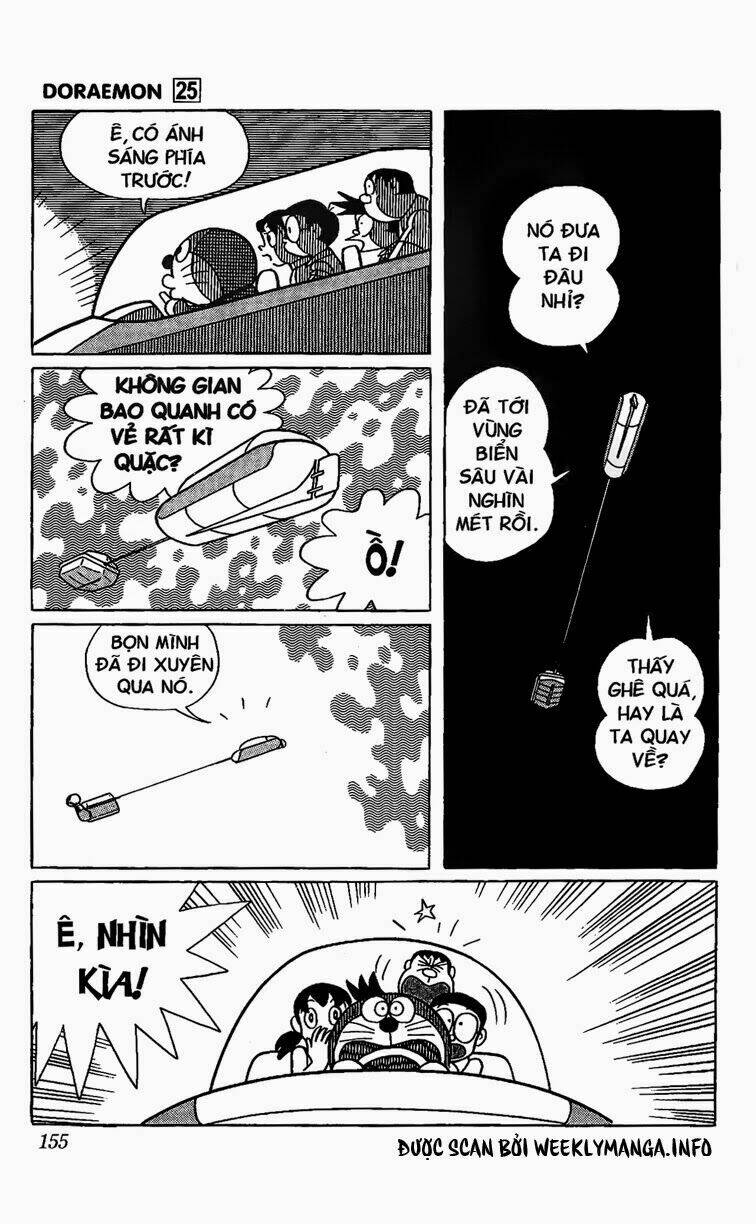 DORAEMON 25
NÓ ĐƯA
TA ĐI
ĐÂU
NHỈ?
ĐÃ TỚI
VÙNG
BIỂN
SÂU VÀI
NGHÌN
MÉT RỒI.
THẤY
GHÊ QUÁ,
HAY LÀ
TA QUAY
VỀ?
Ê, CÓ ÁNH
SÁNG PHÍA
TRƯỚC!
KHÔNG GIAN
BAO QUANH CÓ
VẺ RẤT KÌ
QUẶC?
Ồ!
BỌN MÌNH
ĐÃ ĐI XUYÊN
QUA NÓ.
Ê, NHÌN
KÌA!
155
ĐƯỢC SCAN BỞI WEEKLYMANGA.INFO